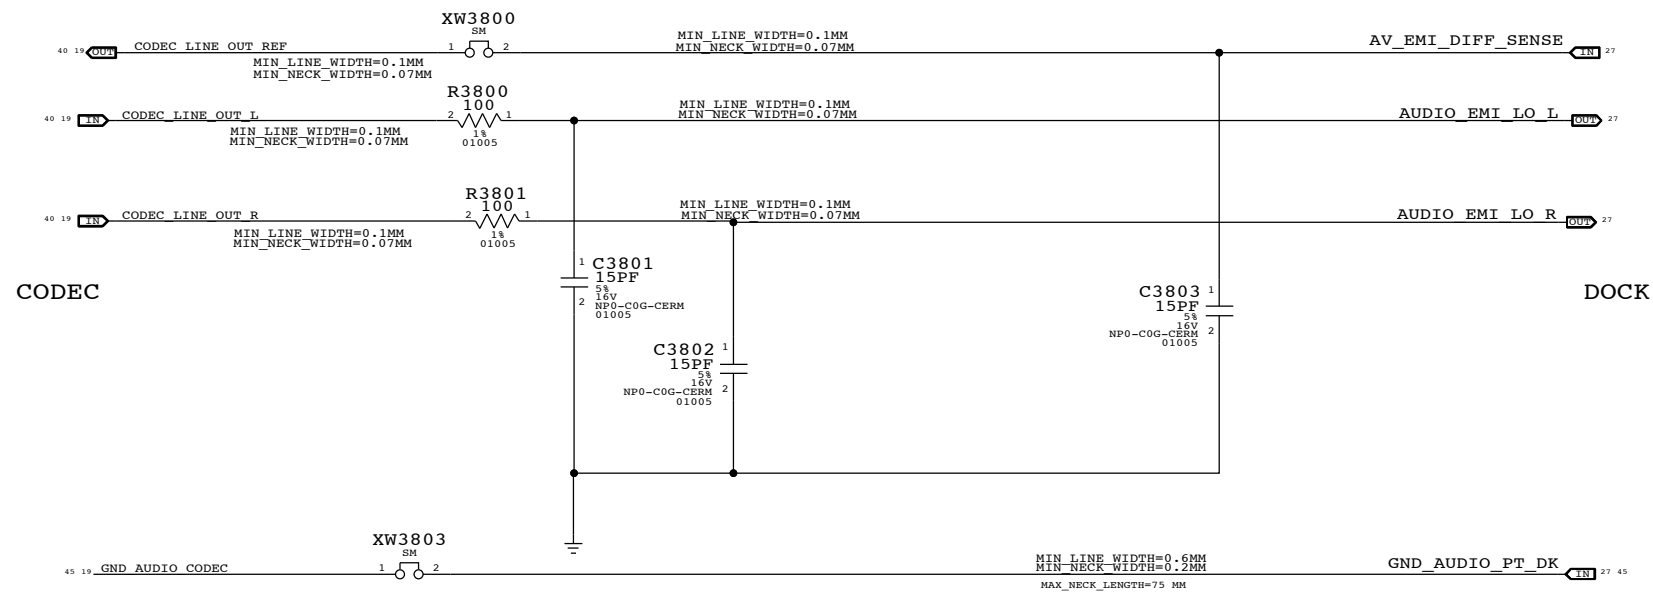 XW3800
SM
40 19 OUT CODEC_LINE_OUT_REF 1 2
MIN_LINE_WIDTH=0.1MM
MIN_NECK_WIDTH=0.07MM
MIN_LINE_WIDTH=0.1MM
MIN_NECK_WIDTH=0.07MM
AV_EMI_DIFF_SENSE IN 27
R3800
100
40 19 IN CODEC_LINE_OUT_L 2 1
1%
01005
MIN_LINE_WIDTH=0.1MM
MIN_NECK_WIDTH=0.07MM
MIN_LINE_WIDTH=0.1MM
MIN_NECK_WIDTH=0.07MM
AUDIO_EMI_LO_L OUT 27
R3801
100
40 19 IN CODEC_LINE_OUT_R 2 1
1%
01005
MIN_LINE_WIDTH=0.1MM
MIN_NECK_WIDTH=0.07MM
MIN_LINE_WIDTH=0.1MM
MIN_NECK_WIDTH=0.07MM
AUDIO_EMI_LO_R OUT 27
CODEC
1 C3801
15PF
5%
2 16V
NP0-C0G-CERM
01005
C3802 1
15PF
5%
16V 2
NP0-C0G-CERM
01005
C3803 1
15PF
5%
16V 2
NP0-C0G-CERM
01005
DOCK
XW3803
SM
45 19 GND_AUDIO_CODEC 1 2
MIN_LINE_WIDTH=0.6MM
MIN_NECK_WIDTH=0.2MM
MAX_NECK_LENGTH=75 MM
GND_AUDIO_PT_DK IN 27 45